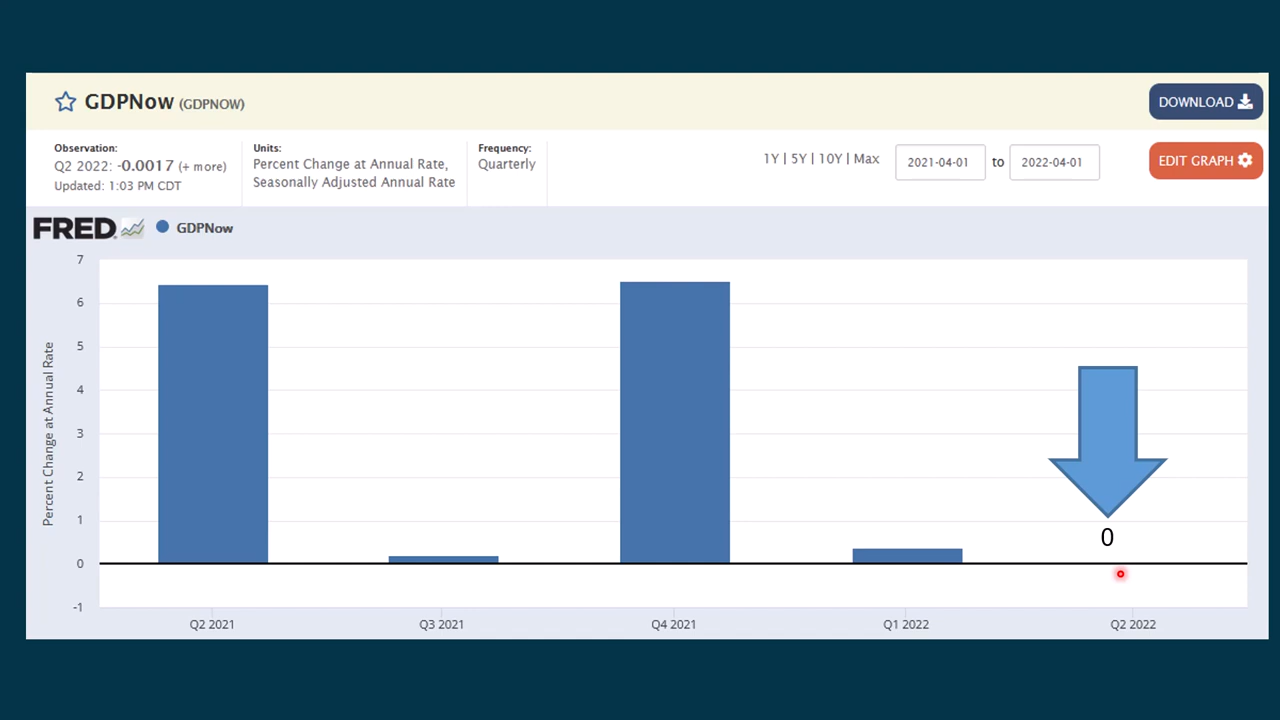 GDPNow (GDPNOW)
DOWNLOAD
Observation:
Q2 2022: -0.0017 (+ more)
Updated: 1:03 PM CDT
Units:
Percent Change at Annual Rate,
Seasonally Adjusted Annual Rate
Frequency:
Quarterly
1Y | 5Y | 10Y | Max
2021-04-01 to 2022-04-01
EDIT GRAPH
FRED GDPNow
Percent Change at Annual Rate
7
6
5
4
3
2
1
0
-1
0
Q2 2021 Q3 2021 Q4 2021 Q1 2022 Q2 2022